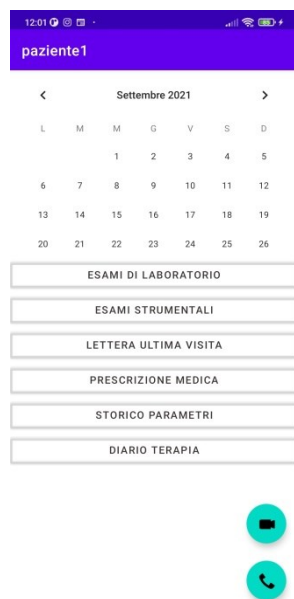 12:01
paziente1
Settembre 2021
L M M G V S D
1 2 3 4 5
6 7 8 9 10 11 12
13 14 15 16 17 18 19
20 21 22 23 24 25 26
ESAMI DI LABORATORIO
ESAMI STRUMENTALI
LETTERA ULTIMA VISITA
PRESCRIZIONE MEDICA
STORICO PARAMETRI
DIARIO TERAPIA